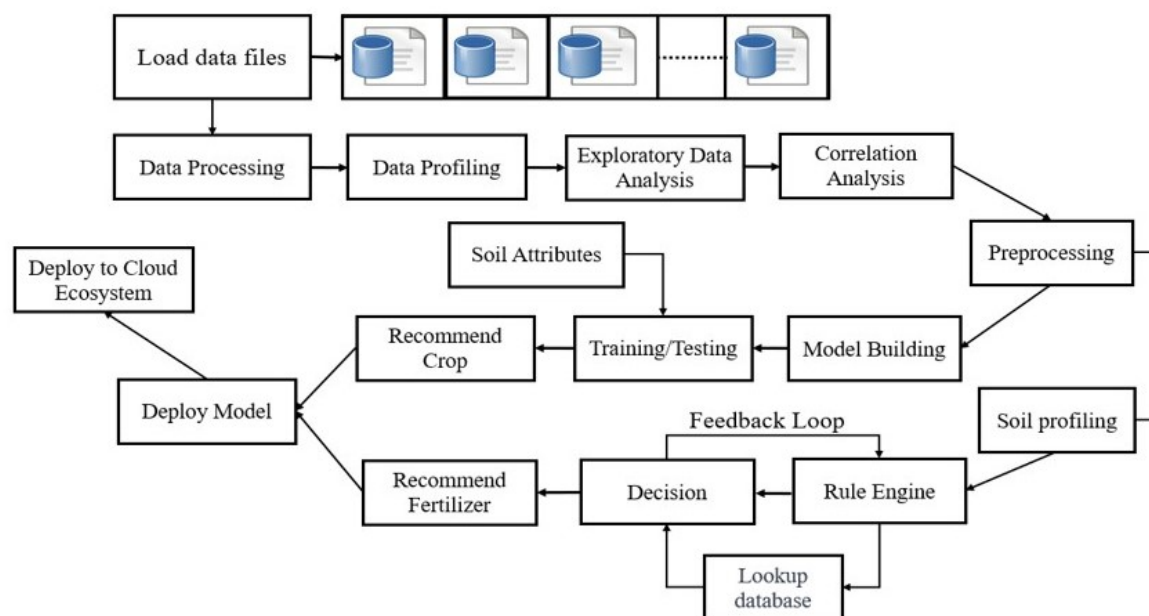 Load data files
Data Processing
Data Profiling
Exploratory Data
Analysis
Correlation
Analysis
Preprocessing
Soil Attributes
Deploy to Cloud
Ecosystem
Recommend
Crop
Training/Testing
Model Building
Deploy Model
Soil profiling
Feedback Loop
Recommend
Fertilizer
Decision
Rule Engine
Lookup
database